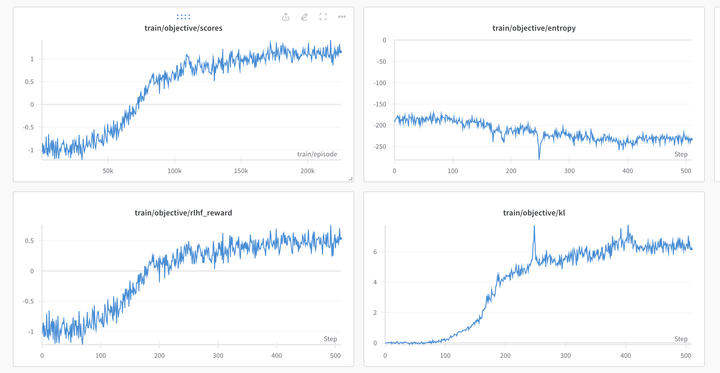 train/objective/scores
1
0.5
0
-0.5
-1
train/episode
50k 100k 150k 200k
train/objective/entropy
0
-50
-100
-150
-200
-250
Step
0 100 200 300 400 500
train/objective/rlhf_reward
0.5
0
-0.5
-1
Step
0 100 200 300 400 500
train/objective/kl
6
4
2
0
Step
0 100 200 300 400 500